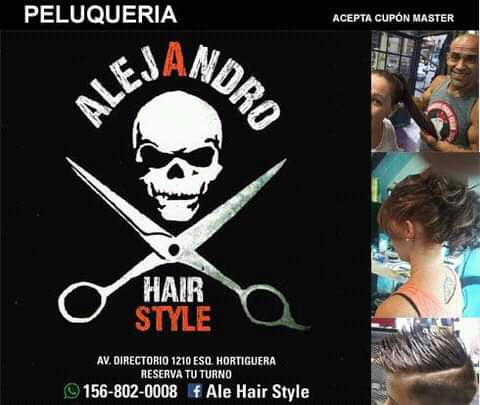 PELUQUERIA
ACEPTA CUPÓN MASTER
ALEJANDRO
HAIR
STYLE
AV. DIRECTORIO 1210 ESQ. HORTIGUERA
RESERVA TU TURNO
156-802-0008 f Ale Hair Style